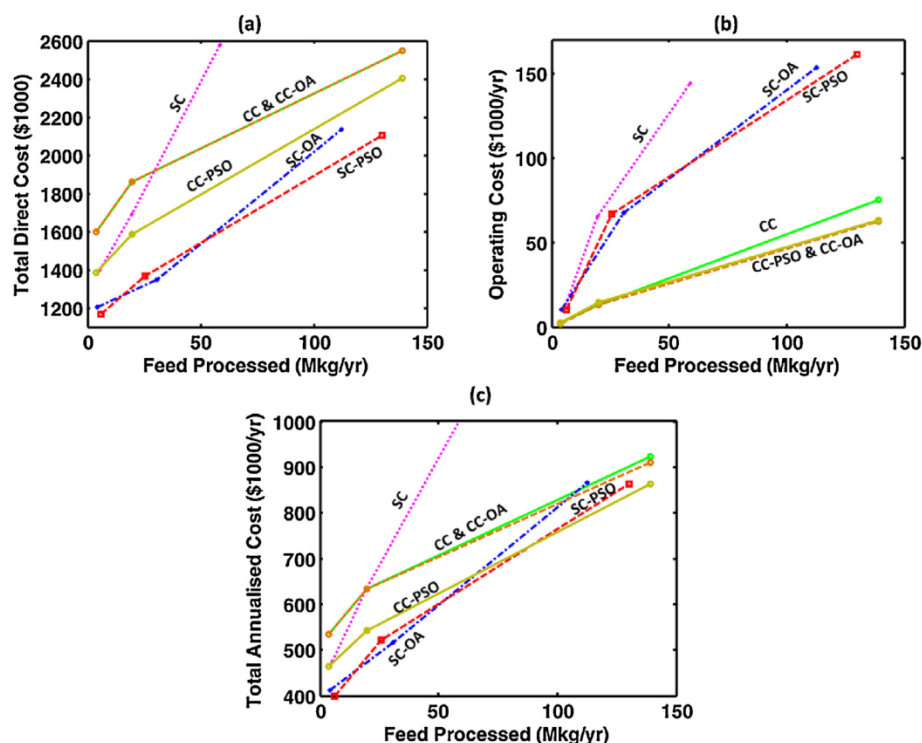 (a)
2600
2400
2200
2000
1800
1600
1400
1200
0
50
100
150
Total Direct Cost ($1000)
Feed Processed (Mkg/yr)
SC
CC & CC-OA
CC-PSO
SC-OA
SC-PSO
(b)
150
100
50
0
0
50
100
150
Operating Cost ($1000/yr)
Feed Processed (Mkg/yr)
SC
SC-OA
SC-PSO
CC
CC-PSO & CC-OA
(c)
1000
900
800
700
600
500
400
0
50
100
150
Total Annualised Cost ($1000/yr)
Feed Processed (Mkg/yr)
SC
CC & CC-OA
SC-PSO
CC-PSO
SC-OA